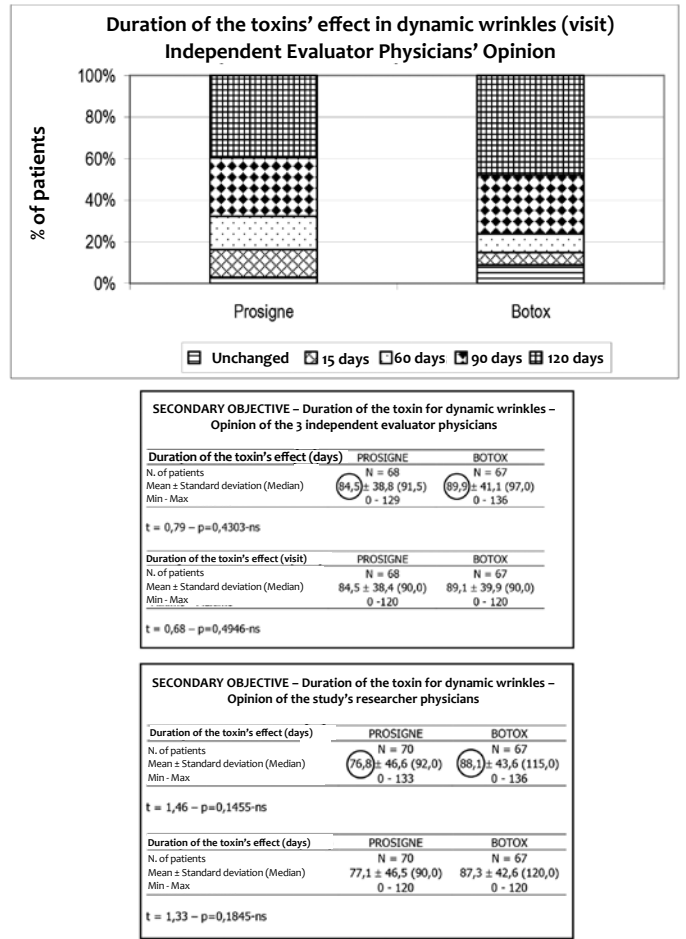 Duration of the toxins' effect in dynamic wrinkles (visit)
Independent Evaluator Physicians' Opinion
% of patients
100%
80%
60%
40%
20%
0%
Prosigne Botox
Unchanged 15 days 60 days 90 days 120 days
SECONDARY OBJECTIVE – Duration of the toxin for dynamic wrinkles –
Opinion of the 3 independent evaluator physicians
Duration of the toxin's effect (days) PROSIGNE BOTOX
N. of patients N = 68 N = 67
Mean ± Standard deviation (Median) 84,5 ± 38,8 (91,5) 89,9 ± 41,1 (97,0)
Min - Max 0 - 129 0 - 136
t = 0,79 – p=0,4303-ns
Duration of the toxin's effect (visit) PROSIGNE BOTOX
N. of patients N = 68 N = 67
Mean ± Standard deviation (Median) 84,5 ± 38,4 (90,0) 89,1 ± 39,9 (90,0)
Min - Max 0 -120 0 - 120
t = 0,68 – p=0,4946-ns
SECONDARY OBJECTIVE – Duration of the toxin for dynamic wrinkles –
Opinion of the study's researcher physicians
Duration of the toxin's effect (days) PROSIGNE BOTOX
N. of patients N = 70 N = 67
Mean ± Standard deviation (Median) 76,8 ± 46,6 (92,0) 88,1 ± 43,6 (115,0)
Min - Max 0 - 133 0 - 136
t = 1,46 – p=0,1455-ns
Duration of the toxin's effect (days) PROSIGNE BOTOX
N. of patients N = 70 N = 67
Mean ± Standard deviation (Median) 77,1 ± 46,5 (90,0) 87,3 ± 42,6 (120,0)
Min - Max 0 - 120 0 - 120
t = 1,33 – p=0,1845-ns